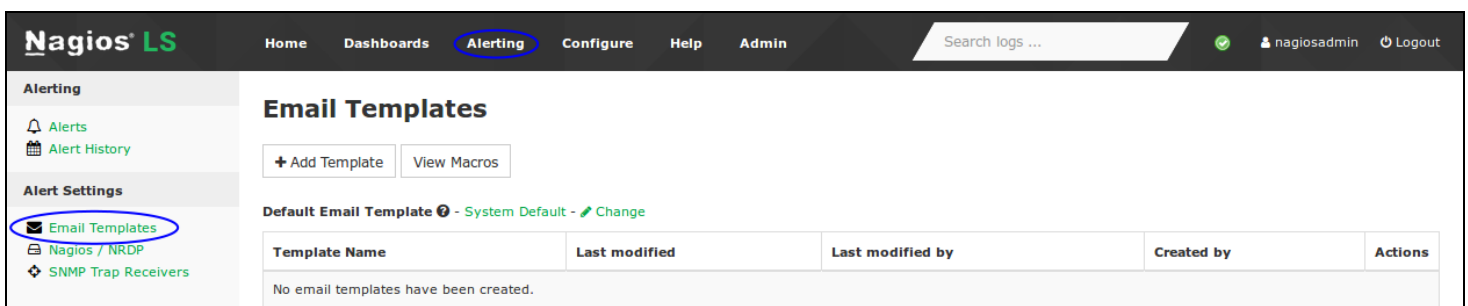 Nagios® LS Home Dashboards Alerting Configure Help Admin Search logs ... nagiosadmin Logout
Alerting
Alerts
Alert History
Alert Settings
Email Templates
Nagios / NRDP
SNMP Trap Receivers
Email Templates
Add Template View Macros
Default Email Template - System Default - Change
Template Name Last modified Last modified by Created by Actions
No email templates have been created.